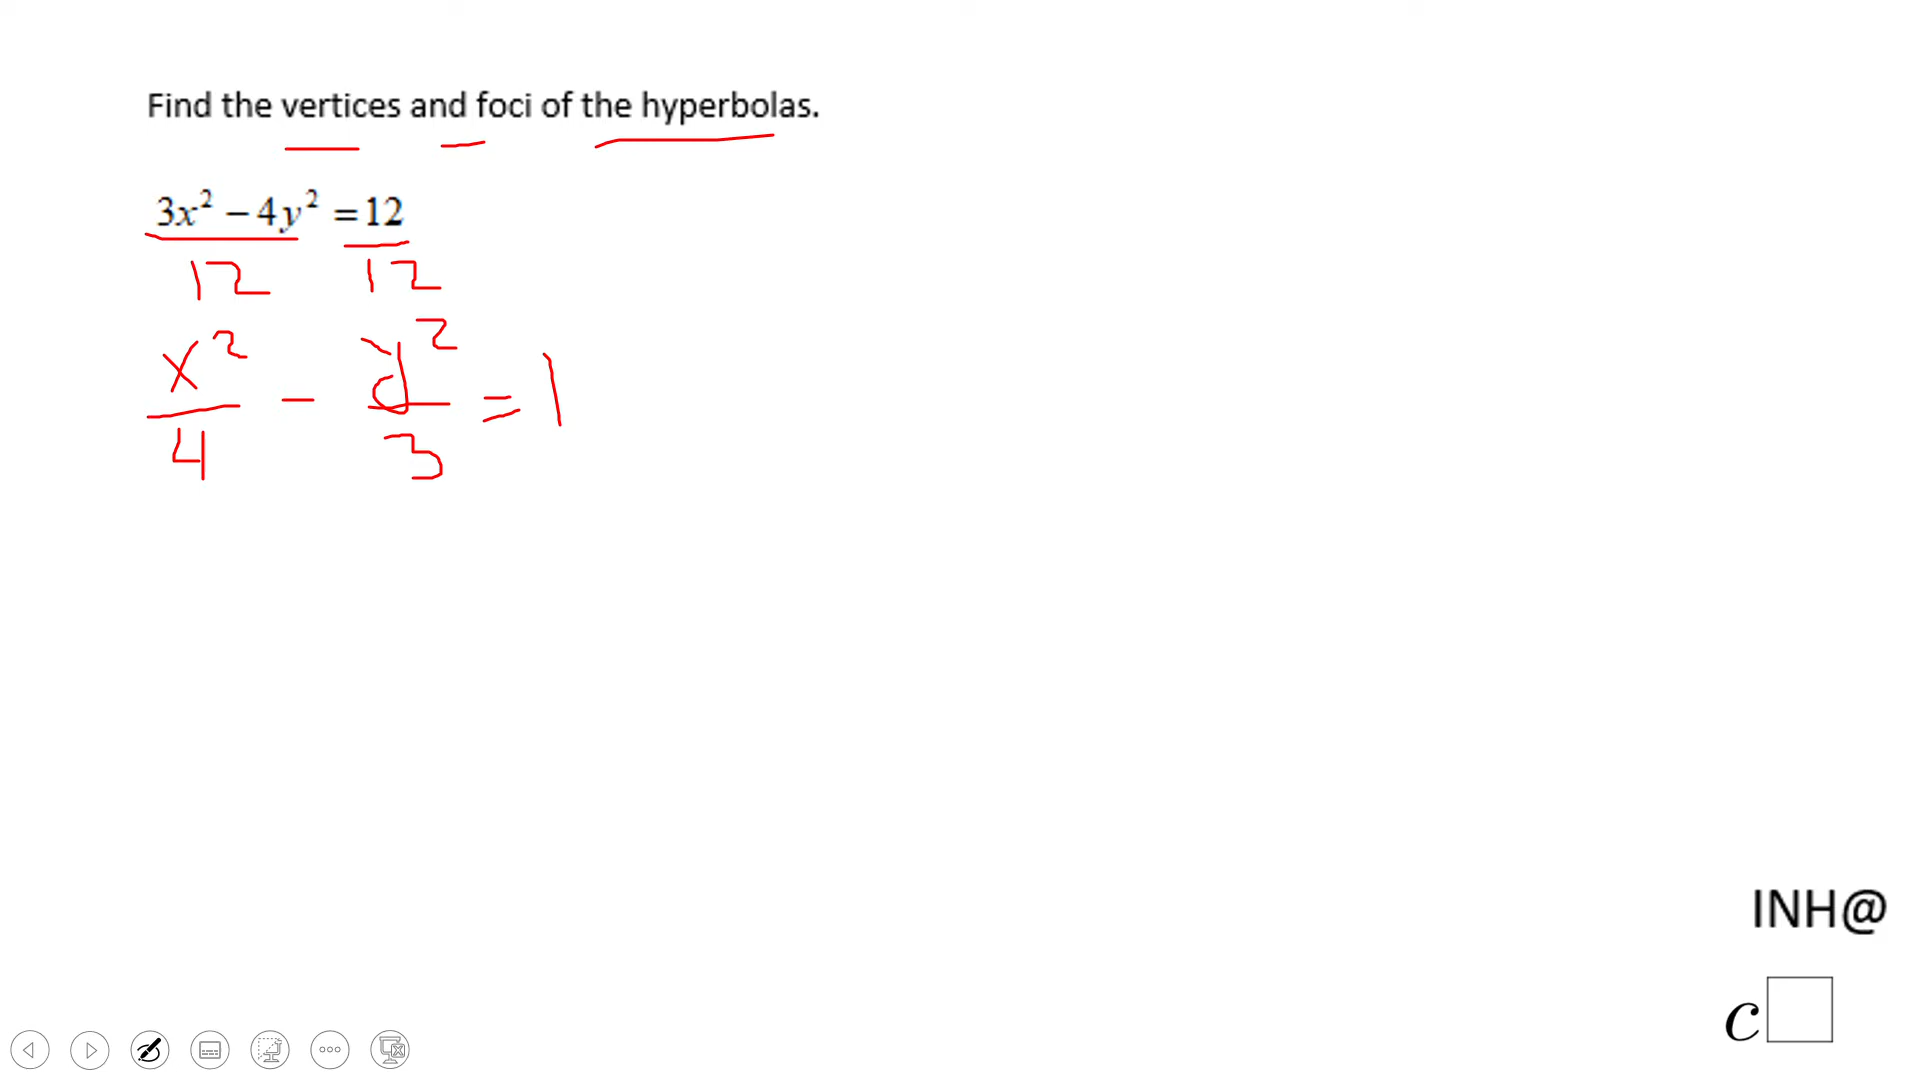 Find the vertices and foci of the hyperbolas.
3x² − 4y² = 12
12 12
x²/4 − y²/3 = 1
INH@
c